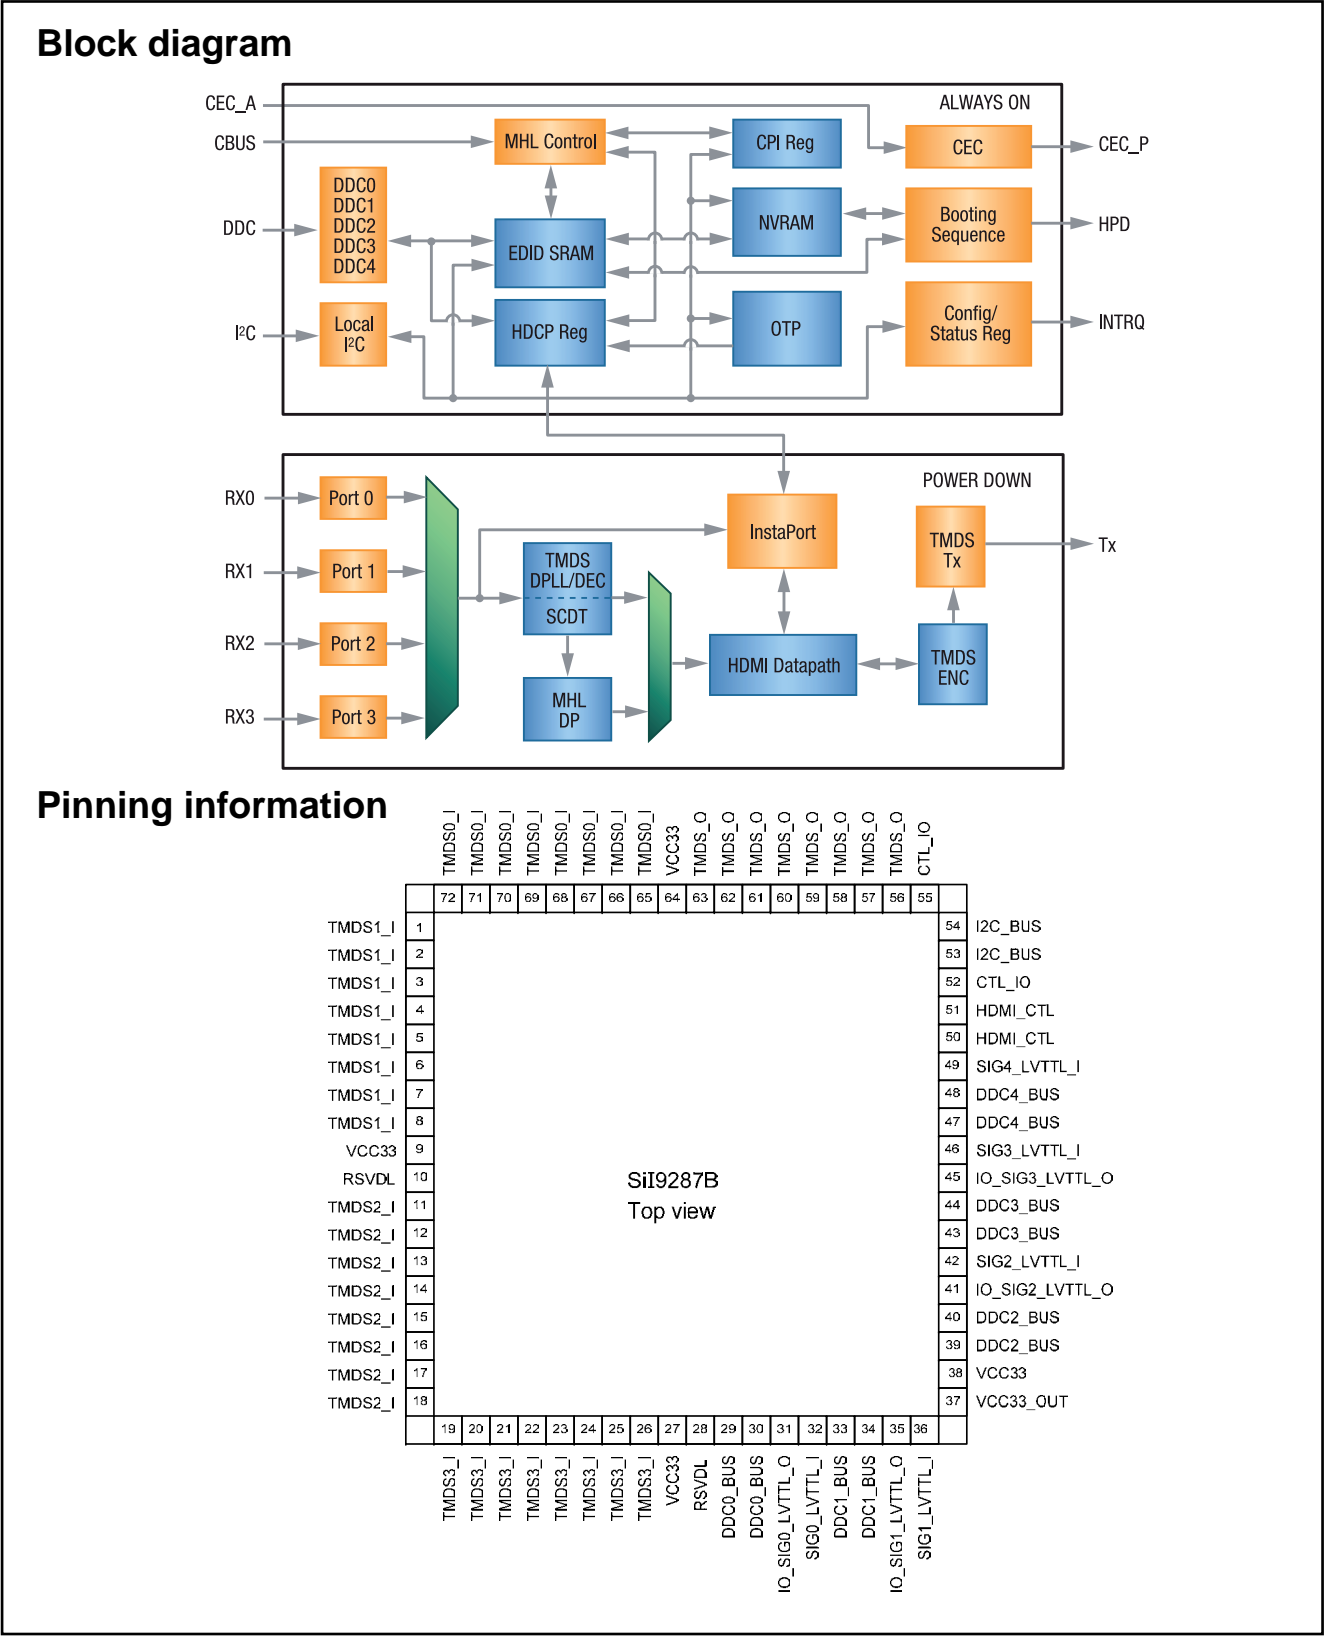 Block diagram
ALWAYS ON
CEC_A
CBUS
DDC
I²C
DDC0
DDC1
DDC2
DDC3
DDC4
Local
I²C
MHL Control
EDID SRAM
HDCP Reg
CPI Reg
NVRAM
OTP
CEC
Booting
Sequence
Config/
Status Reg
CEC_P
HPD
INTRQ
POWER DOWN
RX0
RX1
RX2
RX3
Port 0
Port 1
Port 2
Port 3
TMDS
DPLL/DEC
SCDT
MHL
DP
InstaPort
HDMI Datapath
TMDS
Tx
TMDS
ENC
Tx
Pinning information
TMDS0_I
TMDS0_I
TMDS0_I
TMDS0_I
TMDS0_I
TMDS0_I
TMDS0_I
TMDS0_I
VCC33
TMDS_O
TMDS_O
TMDS_O
TMDS_O
TMDS_O
TMDS_O
TMDS_O
TMDS_O
CTL_IO
72 71 70 69 68 67 66 65 64 63 62 61 60 59 58 57 56 55
TMDS1_I 1
TMDS1_I 2
TMDS1_I 3
TMDS1_I 4
TMDS1_I 5
TMDS1_I 6
TMDS1_I 7
TMDS1_I 8
VCC33 9
RSVDL 10
TMDS2_I 11
TMDS2_I 12
TMDS2_I 13
TMDS2_I 14
TMDS2_I 15
TMDS2_I 16
TMDS2_I 17
TMDS2_I 18
SiI9287B
Top view
54 I2C_BUS
53 I2C_BUS
52 CTL_IO
51 HDMI_CTL
50 HDMI_CTL
49 SIG4_LVTTL_I
48 DDC4_BUS
47 DDC4_BUS
46 SIG3_LVTTL_I
45 IO_SIG3_LVTTL_O
44 DDC3_BUS
43 DDC3_BUS
42 SIG2_LVTTL_I
41 IO_SIG2_LVTTL_O
40 DDC2_BUS
39 DDC2_BUS
38 VCC33
37 VCC33_OUT
19 20 21 22 23 24 25 26 27 28 29 30 31 32 33 34 35 36
TMDS3_I
TMDS3_I
TMDS3_I
TMDS3_I
TMDS3_I
TMDS3_I
TMDS3_I
TMDS3_I
VCC33
RSVDL
DDC0_BUS
DDC0_BUS
IO_SIG0_LVTTL_O
SIG0_LVTTL_I
DDC1_BUS
DDC1_BUS
IO_SIG1_LVTTL_O
SIG1_LVTTL_I